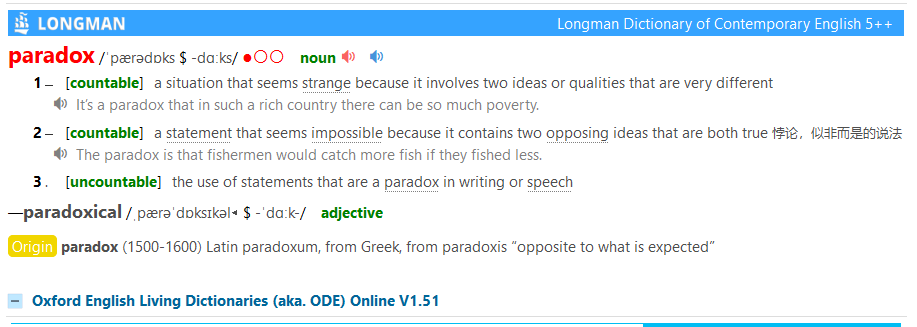 LONGMAN Longman Dictionary of Contemporary English 5++
paradox /ˈpærədɒks $ -dɑːks/ ●○○ noun
1 – [countable] a situation that seems strange because it involves two ideas or qualities that are very different
It's a paradox that in such a rich country there can be so much poverty.
2 – [countable] a statement that seems impossible because it contains two opposing ideas that are both true 悖论，似非而是的说法
The paradox is that fishermen would catch more fish if they fished less.
3 . [uncountable] the use of statements that are a paradox in writing or speech
—paradoxical /ˌpærəˈdɒksɪkəl◂ $ -ˈdɑːk-/ adjective
Origin paradox (1500-1600) Latin paradoxum, from Greek, from paradoxis “opposite to what is expected”
Oxford English Living Dictionaries (aka. ODE) Online V1.51